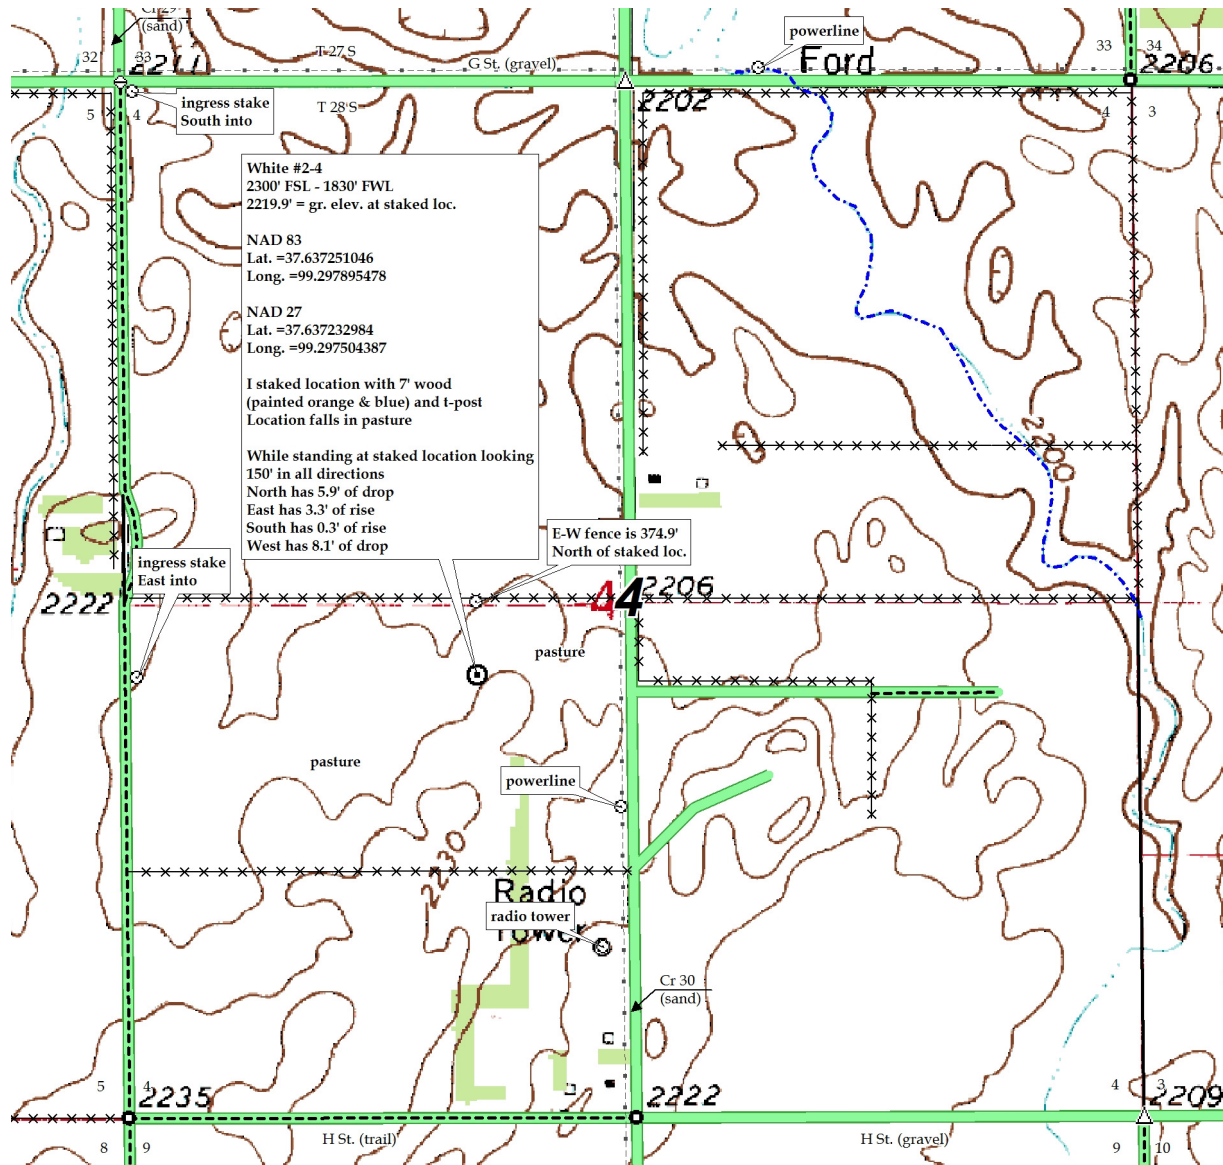 Cr 29
(sand)
32
33
2211
T 27 S
G St. (gravel)
powerline
Ford
33
34
2206
ingress stake
South into
5
4
T 28 S
2202
4
3
White #2-4
2300' FSL - 1830' FWL
2219.9' = gr. elev. at staked loc.
NAD 83
Lat. =37.637251046
Long. =99.297895478
NAD 27
Lat. =37.637232984
Long. =99.297504387
I staked location with 7' wood
(painted orange & blue) and t-post
Location falls in pasture
While standing at staked location looking
150' in all directions
North has 5.9' of drop
East has 3.3' of rise
South has 0.3' of rise
West has 8.1' of drop
2200
E-W fence is 374.9'
North of staked loc.
ingress stake
East into
2222
4
4
2206
pasture
pasture
powerline
2230
Radio
Tower
radio tower
Cr 30
(sand)
5
4
2235
2222
4
3
2209
H St. (trail)
H St. (gravel)
8
9
9
10